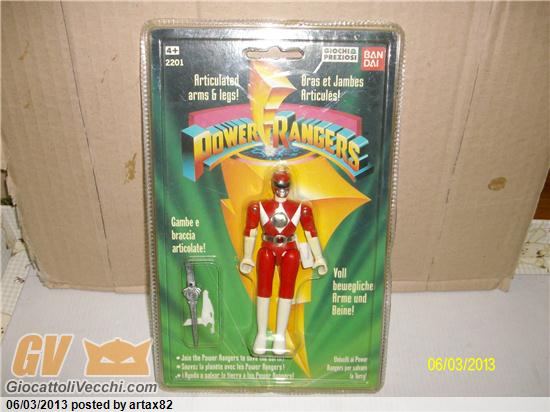 4+
2201
GIOCHI
PREZIOSI
BAN
DAI
Articulated
arms & legs!
Bras et Jambes
Articulés!
POWER RANGERS
Gambe e
braccia
articolate!
Voll
bewegliche
Arme und
Beine!
• Join the Power Rangers to save the Earth!
• Sauvez la planète avec les Power Rangers!
• ¡Ayuda a salvar la tierra a los Power Rangers!
Unisciti ai Power
Rangers per salvare
la Terra!
06/03/2013
GV
GiocattoliVecchi.com
06/03/2013 posted by artax82